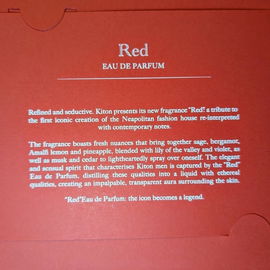 Red
EAU DE PARFUM
Refined and seductive. Kiton presents its new fragrance "Red": a tribute to
the first iconic creation of the Neapolitan fashion house re-interpreted
with contemporary notes.
The fragrance boasts fresh nuances that bring together sage, bergamot,
Amalfi lemon and pineapple, blended with lily of the valley and violet, as
well as musk and cedar to lightheartedly spray over oneself. The elegant
and sensual spirit that characterises Kiton men is captured by the "Red"
Eau de Parfum, distilling these qualities into a liquid with ethereal
qualities, creating an impalpable, transparent aura surrounding the skin.
"Red"Eau de Parfum: the icon becomes a legend.